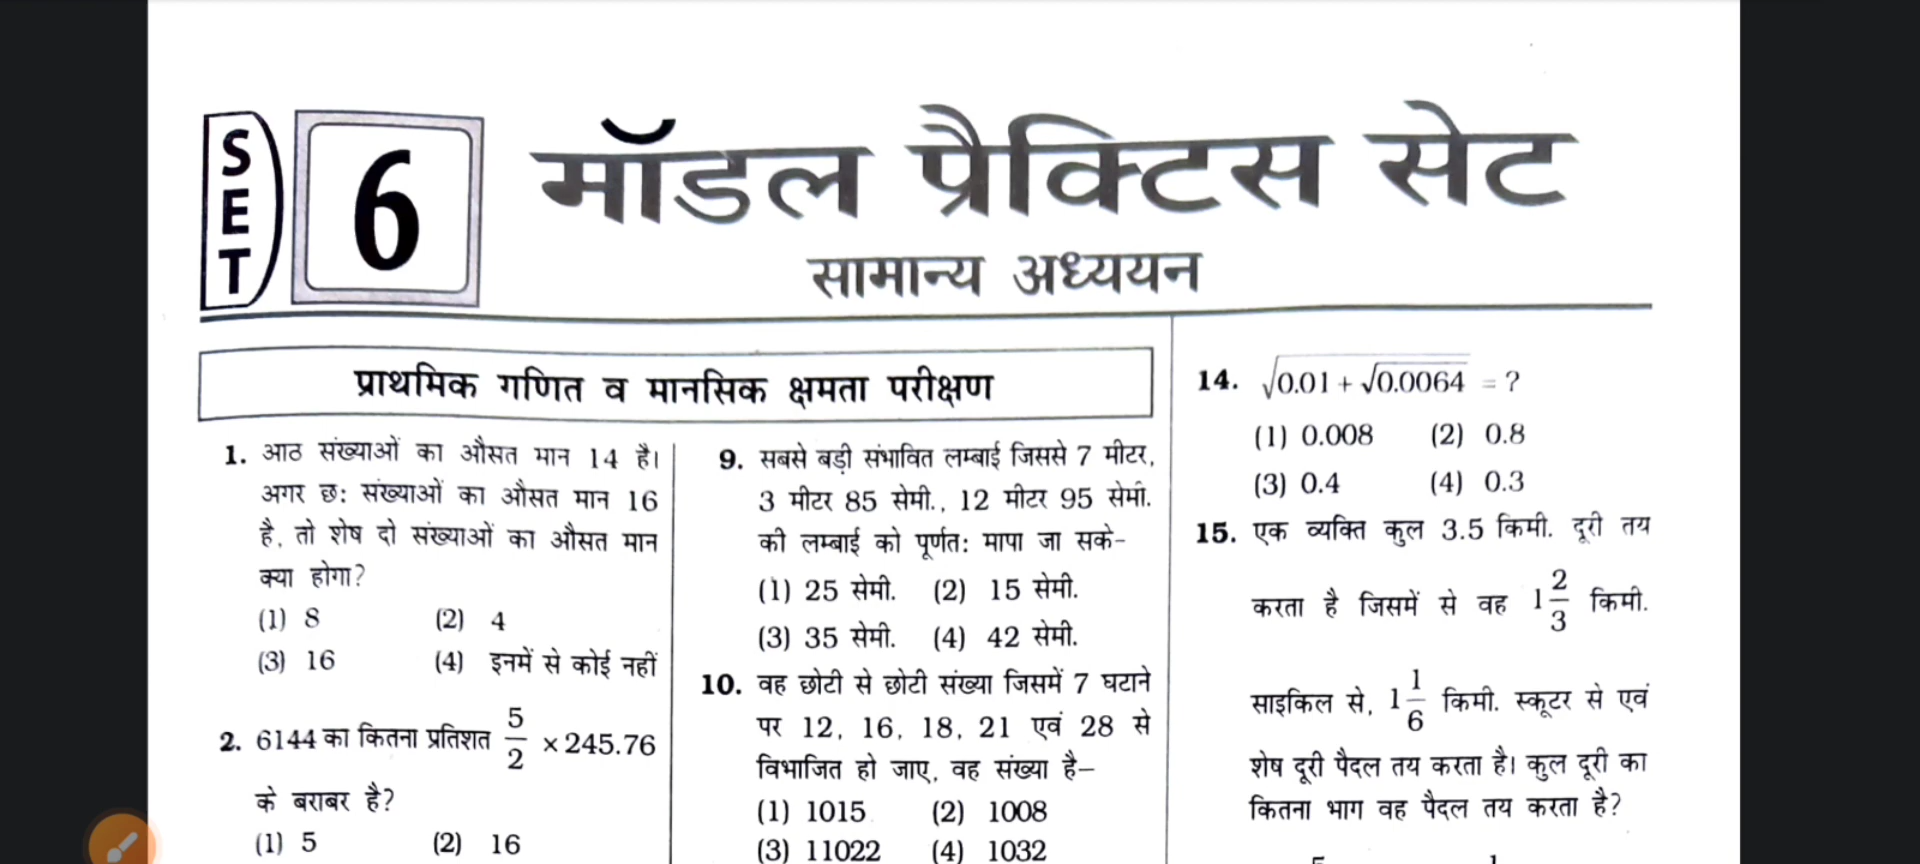 SET
6
मॉडल प्रैक्टिस सेट
सामान्य अध्ययन
प्राथमिक गणित व मानसिक क्षमता परीक्षण
1. आठ संख्याओं का औसत मान 14 है।
अगर छः संख्याओं का औसत मान 16
है, तो शेष दो संख्याओं का औसत मान
क्या होगा?
(1) 8 (2) 4
(3) 16 (4) इनमें से कोई नहीं
2. 6144 का कितना प्रतिशत 5/2 × 245.76
के बराबर है?
(1) 5 (2) 16
9. सबसे बड़ी संभावित लम्बाई जिससे 7 मीटर,
3 मीटर 85 सेमी., 12 मीटर 95 सेमी.
की लम्बाई को पूर्णतः मापा जा सके–
(1) 25 सेमी. (2) 15 सेमी.
(3) 35 सेमी. (4) 42 सेमी.
10. वह छोटी से छोटी संख्या जिसमें 7 घटाने
पर 12, 16, 18, 21 एवं 28 से
विभाजित हो जाए, वह संख्या है–
(1) 1015 (2) 1008
(3) 11022 (4) 1032
14. √(0.01 + √0.0064) = ?
(1) 0.008 (2) 0.8
(3) 0.4 (4) 0.3
15. एक व्यक्ति कुल 3.5 किमी. दूरी तय
करता है जिसमें से वह 1 2/3 किमी.
साइकिल से, 1 1/6 किमी. स्कूटर से एवं
शेष दूरी पैदल तय करता है। कुल दूरी का
कितना भाग वह पैदल तय करता है?